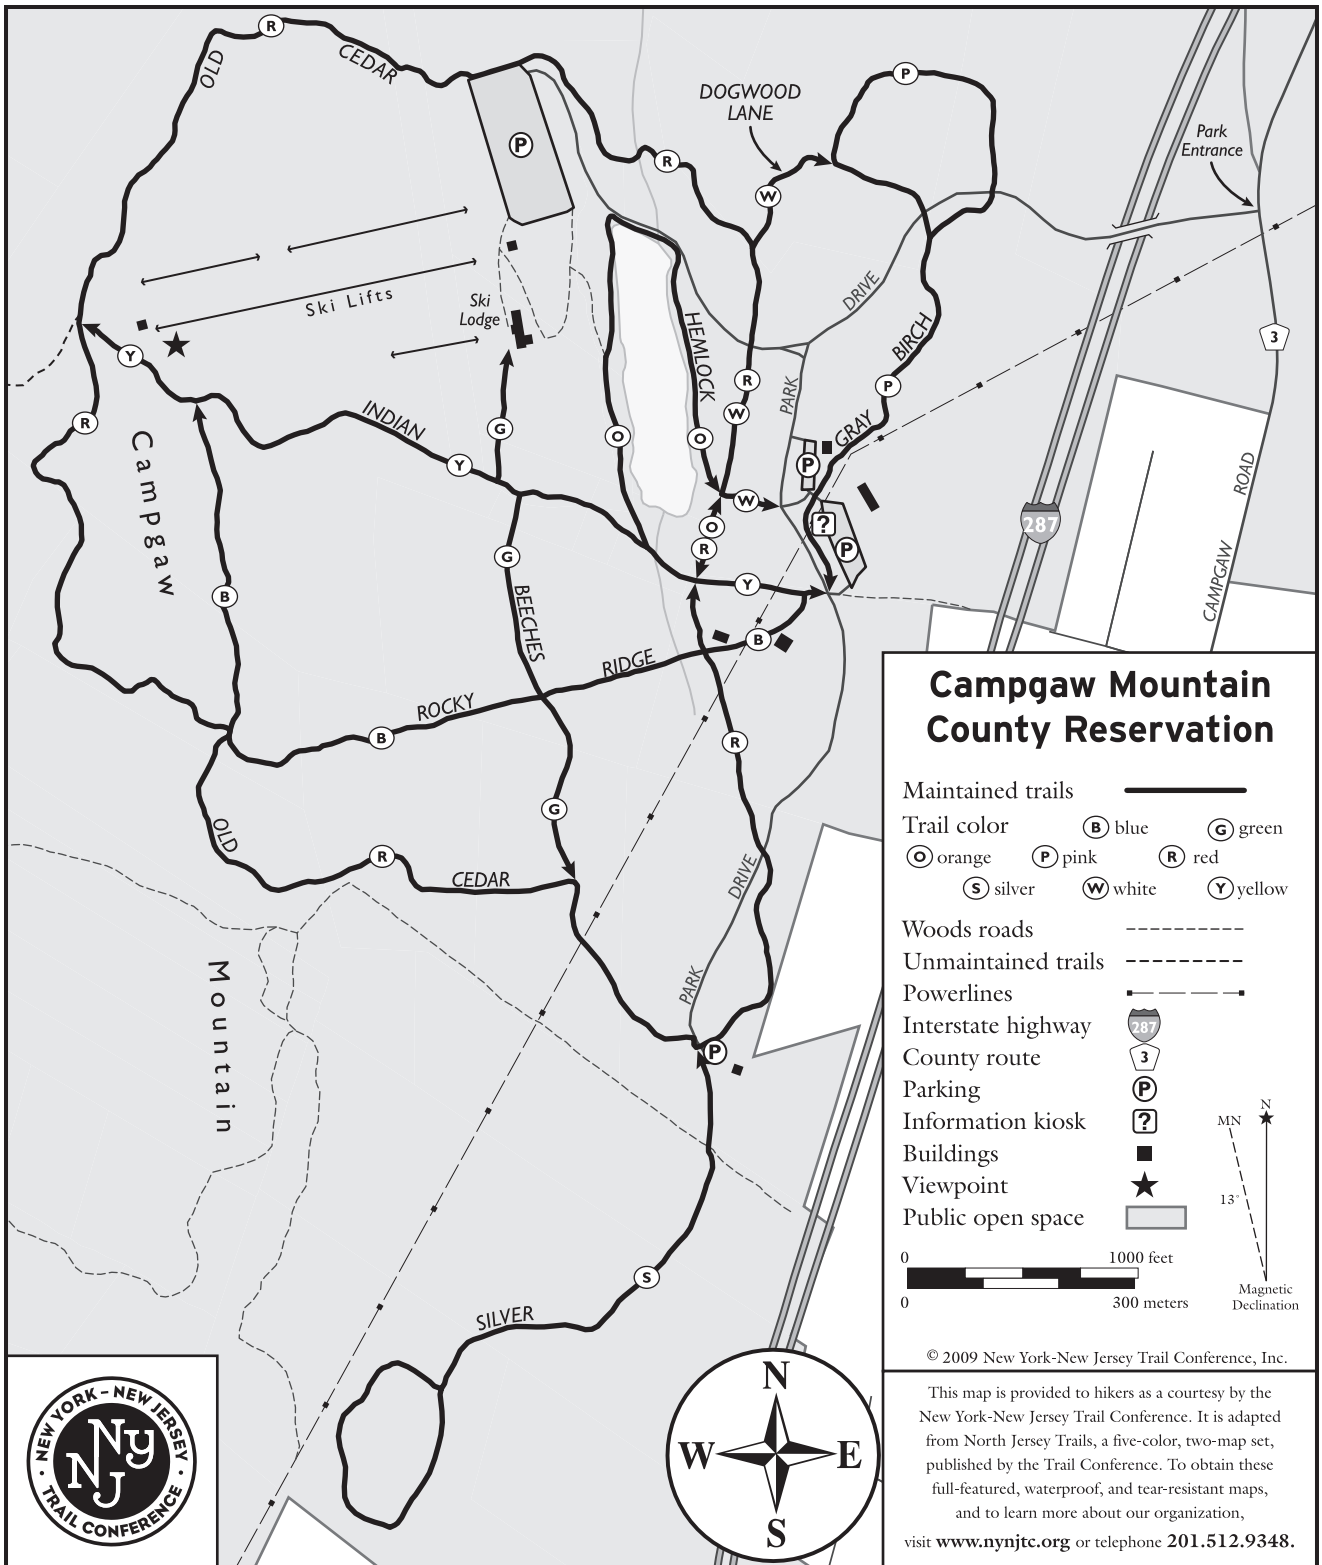 R
OLD
CEDAR
P
DOGWOOD
LANE
P
Park
Entrance
R
W
P
Ski Lifts
Ski
Lodge
DRIVE
HEMLOCK
BIRCH
3
Y
R
W
PARK
P
R
INDIAN
G
O
O
GRAY
Campgaw
Y
P
W
ROAD
O
?
287
R
P
G
B
Y
CAMPGAW
BEECHES
B
RIDGE
ROCKY
B
R
G
OLD
R
CEDAR
DRIVE
PARK
P
Mountain
S
SILVER
Campgaw Mountain
County Reservation
Maintained trails
Trail color B blue G green
O orange P pink R red
S silver W white Y yellow
Woods roads
Unmaintained trails
Powerlines
Interstate highway 287
County route 3
Parking P
Information kiosk ?
Buildings
Viewpoint
Public open space
N
MN
13°
Magnetic
Declination
0 1000 feet
0 300 meters
© 2009 New York-New Jersey Trail Conference, Inc.
This map is provided to hikers as a courtesy by the
New York-New Jersey Trail Conference. It is adapted
from North Jersey Trails, a five-color, two-map set,
published by the Trail Conference. To obtain these
full-featured, waterproof, and tear-resistant maps,
and to learn more about our organization,
visit www.nynjtc.org or telephone 201.512.9348.
N
W E
S
NEW YORK - NEW JERSEY
NY
NJ
TRAIL CONFERENCE